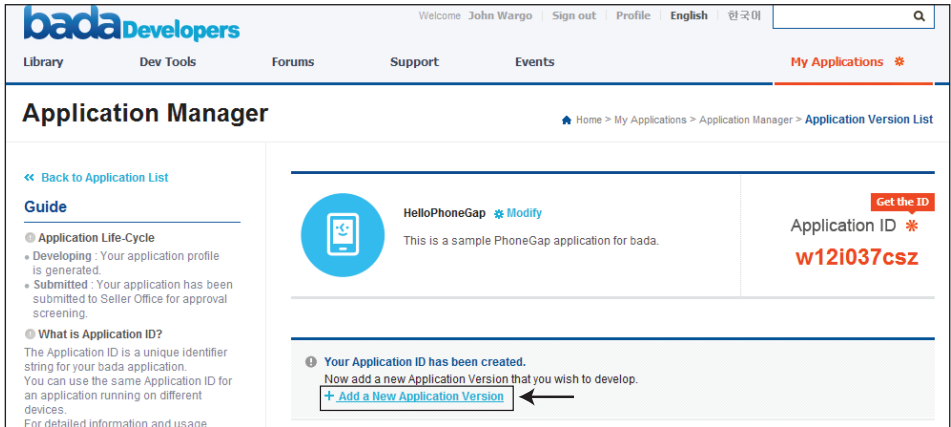 bada Developers
Welcome John Wargo | Sign out | Profile | English | 한국어
Library Dev Tools Forums Support Events My Applications
Application Manager
Home > My Applications > Application Manager > Application Version List
<< Back to Application List
Guide
Application Life-Cycle
Developing : Your application profile
is generated.
Submitted : Your application has been
submitted to Seller Office for approval
screening.
What is Application ID?
The Application ID is a unique identifier
string for your bada application.
You can use the same Application ID for
an application running on different
devices.
For detailed information and usage
HelloPhoneGap Modify
This is a sample PhoneGap application for bada.
Get the ID
Application ID
w12i037csz
Your Application ID has been created.
Now add a new Application Version that you wish to develop.
+ Add a New Application Version